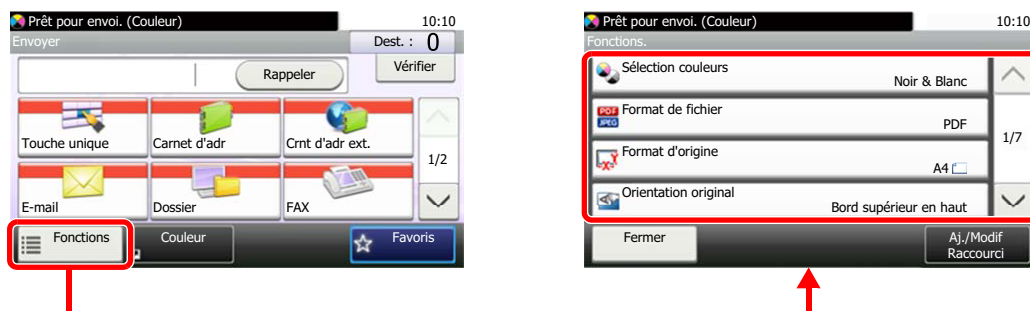 Prêt pour envoi. (Couleur) 10:10
Envoyer Dest. : 0
Rappeler Vérifier
Touche unique Carnet d'adr Crnt d'adr ext.
1/2
E-mail Dossier FAX
Fonctions Couleur Favoris
Prêt pour envoi. (Couleur) 10:10
Fonctions.
Sélection couleurs
Noir & Blanc
PDF
JPEG
Format de fichier
PDF
1/7
Format d'origine
A4
Orientation original
Bord supérieur en haut
Fermer Aj./Modif
Raccourci